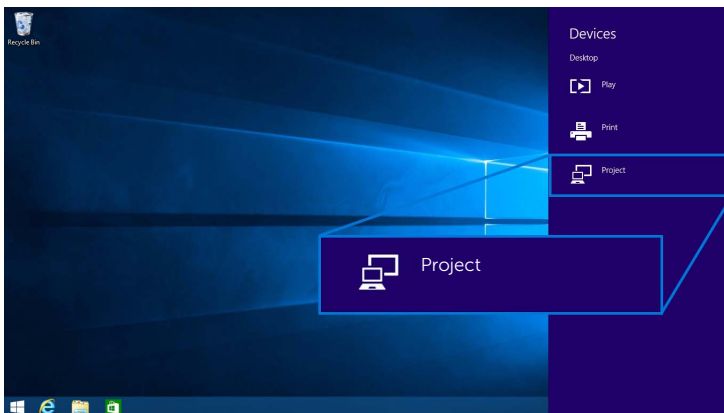 Recycle Bin
Devices
Desktop
Play
Print
Project
Project